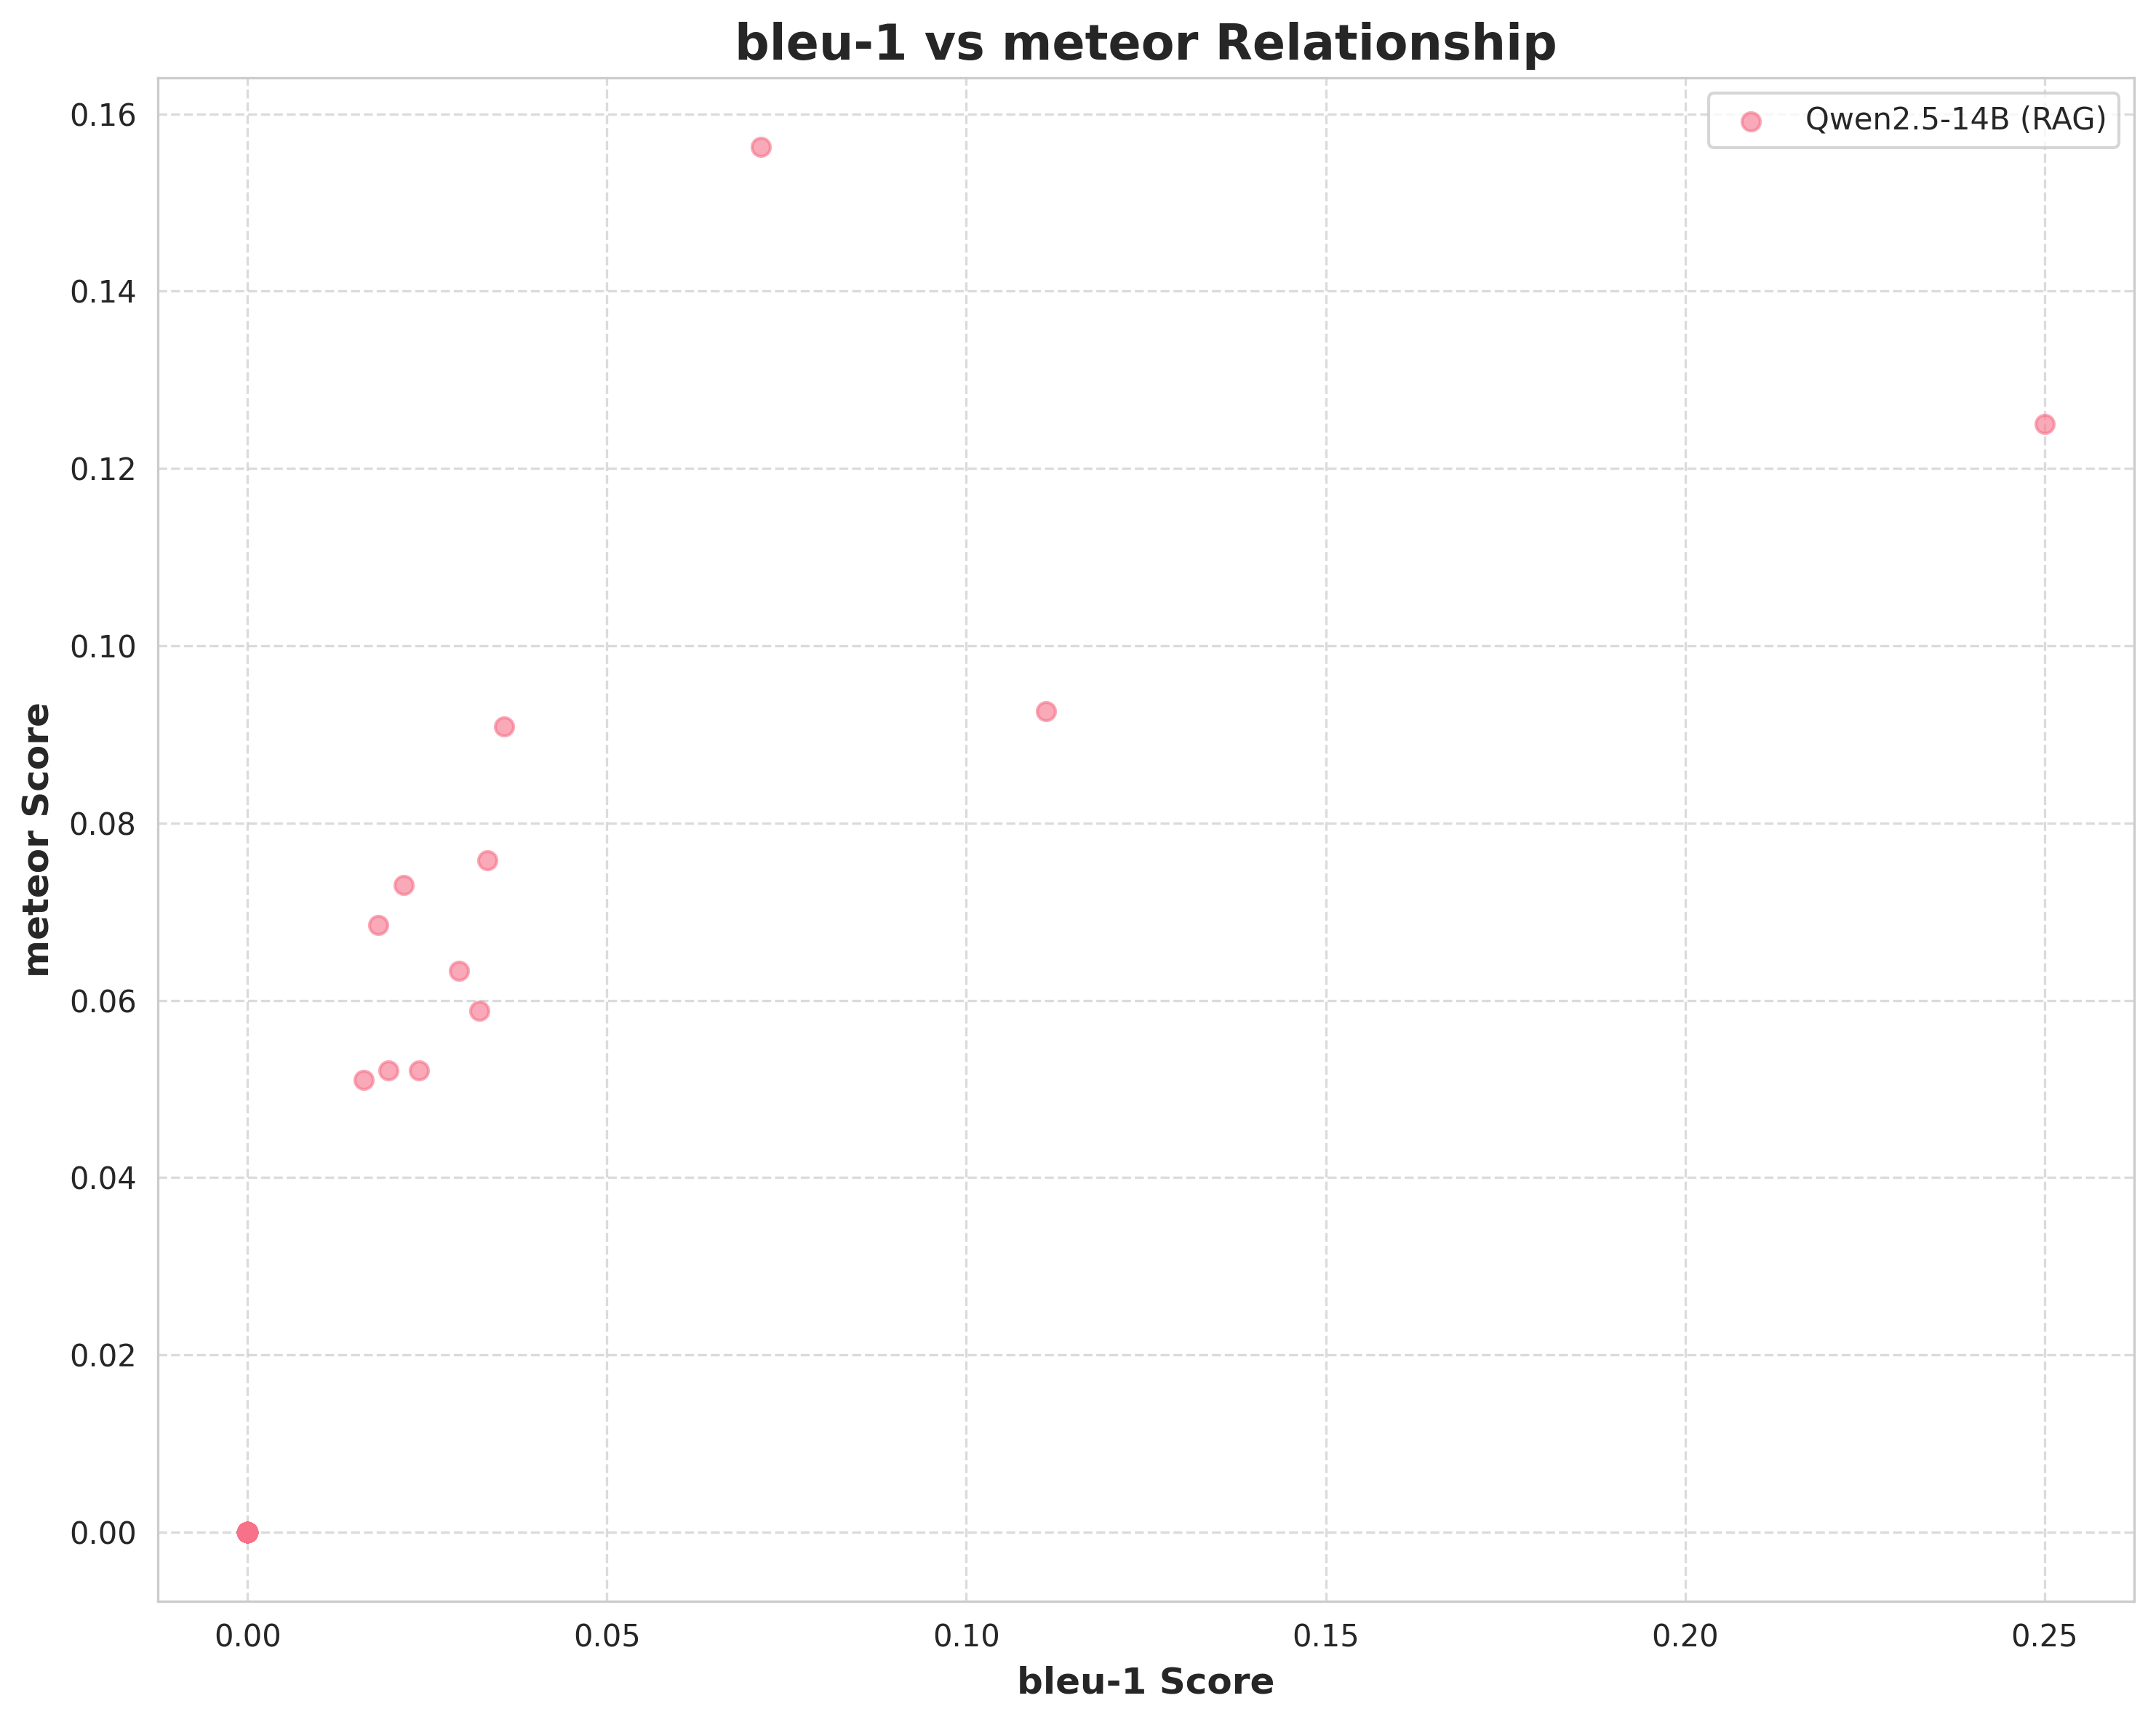 bleu-1 vs meteor Relationship
Qwen2.5-14B (RAG)
meteor Score
0.16
0.14
0.12
0.10
0.08
0.06
0.04
0.02
0.00
0.00 0.05 0.10 0.15 0.20 0.25
bleu-1 Score